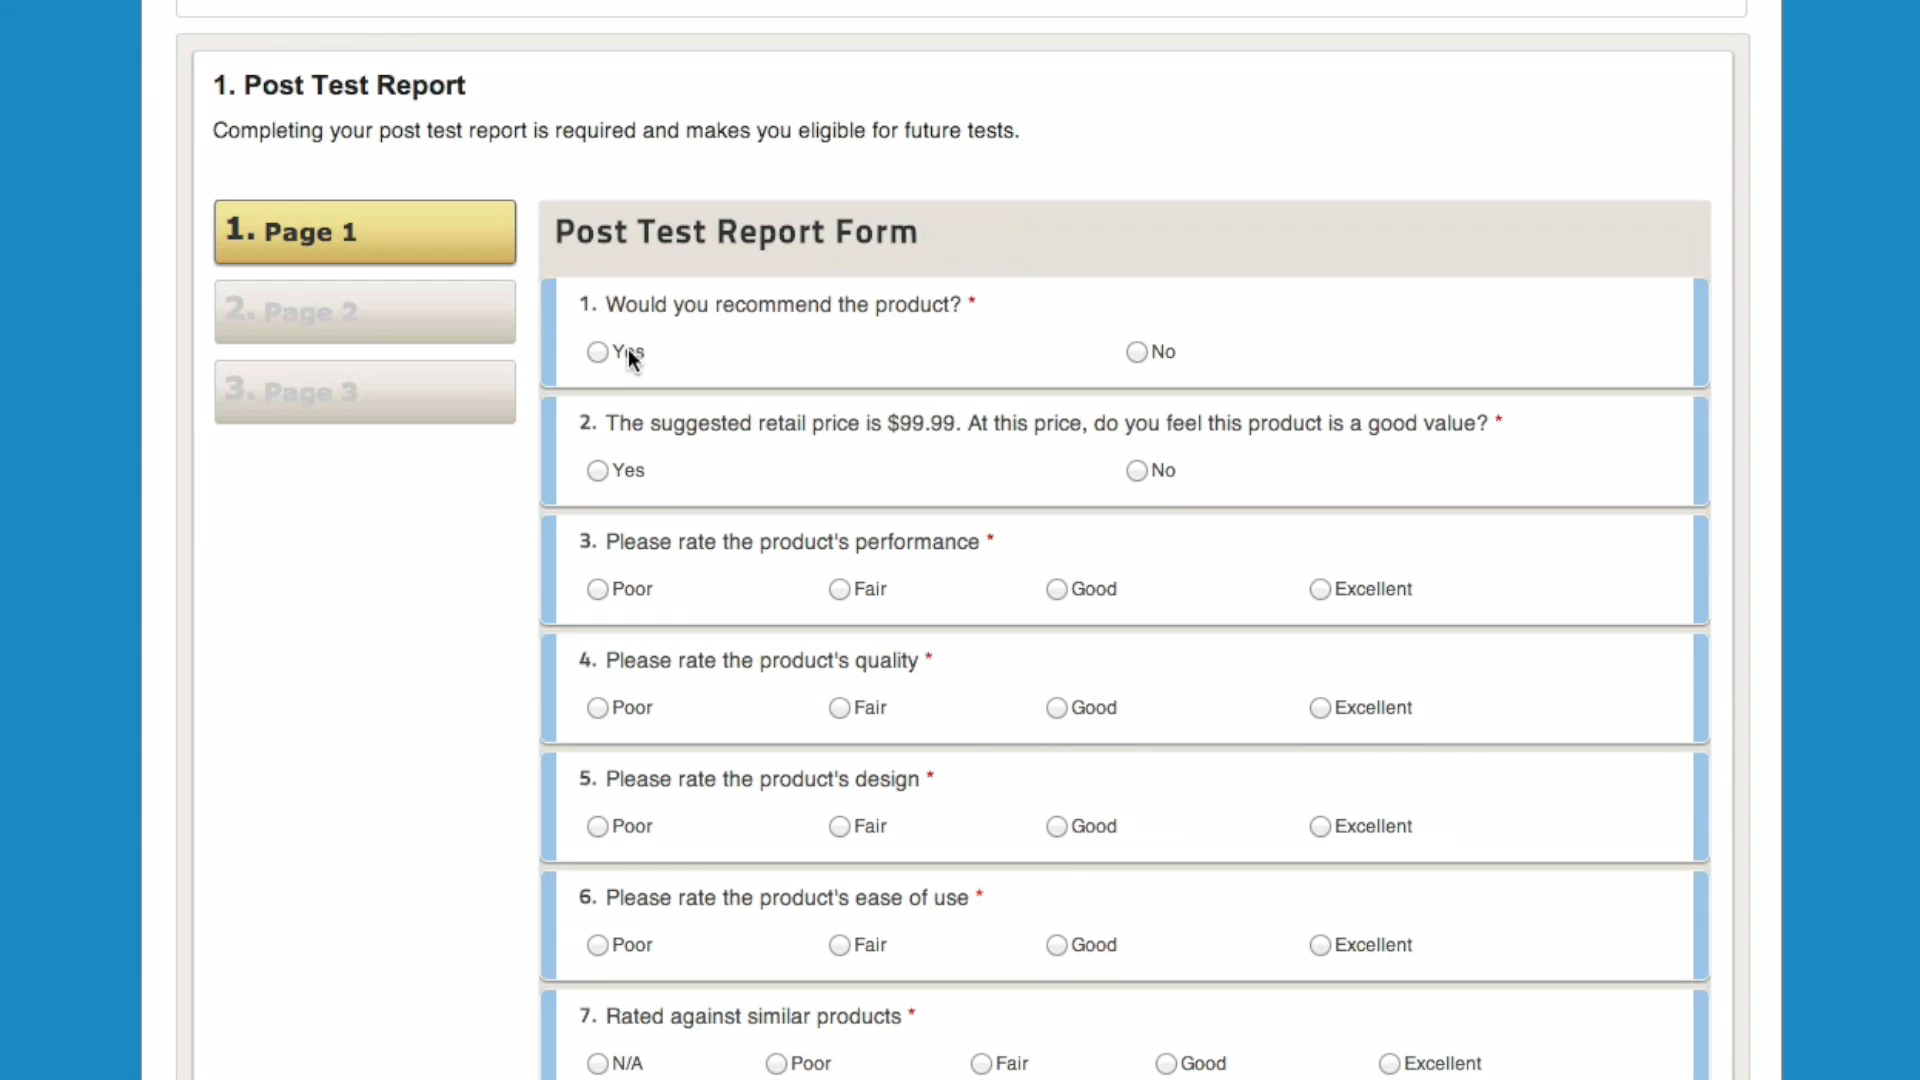 1. Post Test Report
Completing your post test report is required and makes you eligible for future tests.
1. Page 1
2. Page 2
3. Page 3
Post Test Report Form
1. Would you recommend the product? *
Yes No
2. The suggested retail price is $99.99. At this price, do you feel this product is a good value? *
Yes No
3. Please rate the product's performance *
Poor Fair Good Excellent
4. Please rate the product's quality *
Poor Fair Good Excellent
5. Please rate the product's design *
Poor Fair Good Excellent
6. Please rate the product's ease of use *
Poor Fair Good Excellent
7. Rated against similar products *
N/A Poor Fair Good Excellent